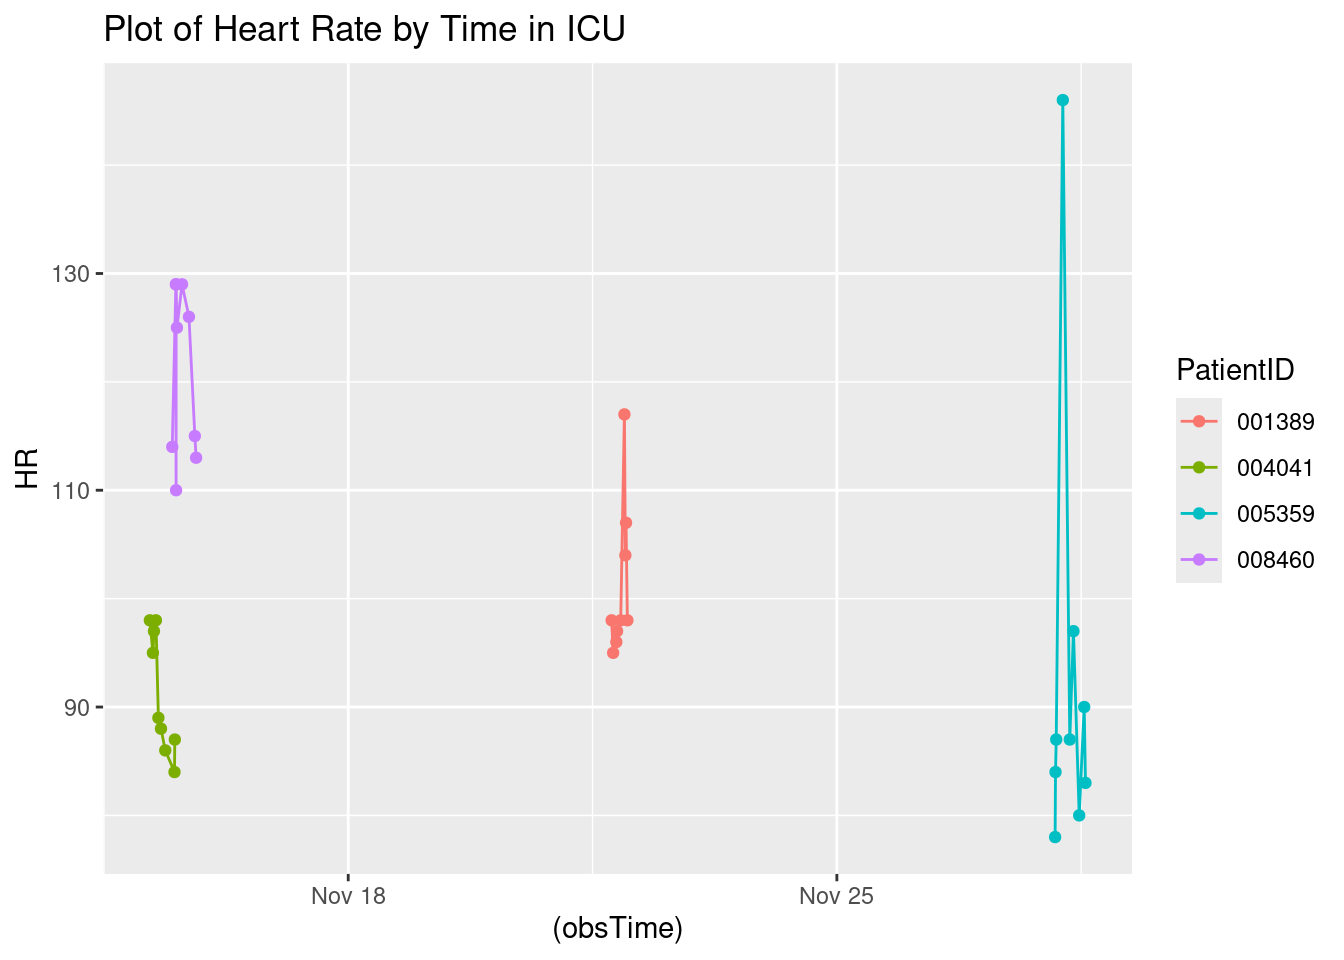 Plot of Heart Rate by Time in ICU
130
110
90
HR
Nov 18
Nov 25
(obsTime)
PatientID
001389
004041
005359
008460